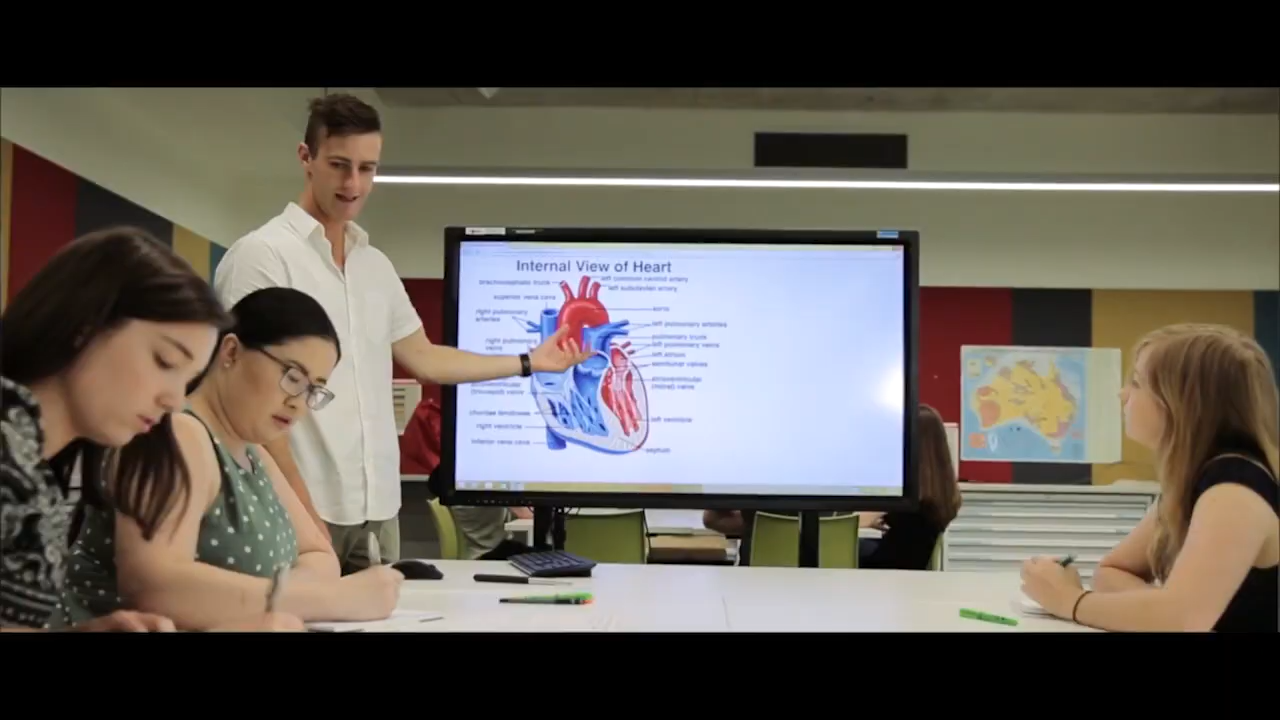 Internal View of Heart
left common carotid artery
brachiocephalic trunk
left subclavian artery
superior vena cava
aorta
right pulmonary
arteries
left pulmonary arteries
pulmonary trunk
right pulmonary
veins
left pulmonary veins
left atrium
semilunar valves
atrioventricular
(mitral) valve
atrioventricular
(tricuspid) valve
chordae tendineae
left ventricle
right ventricle
inferior vena cava
septum